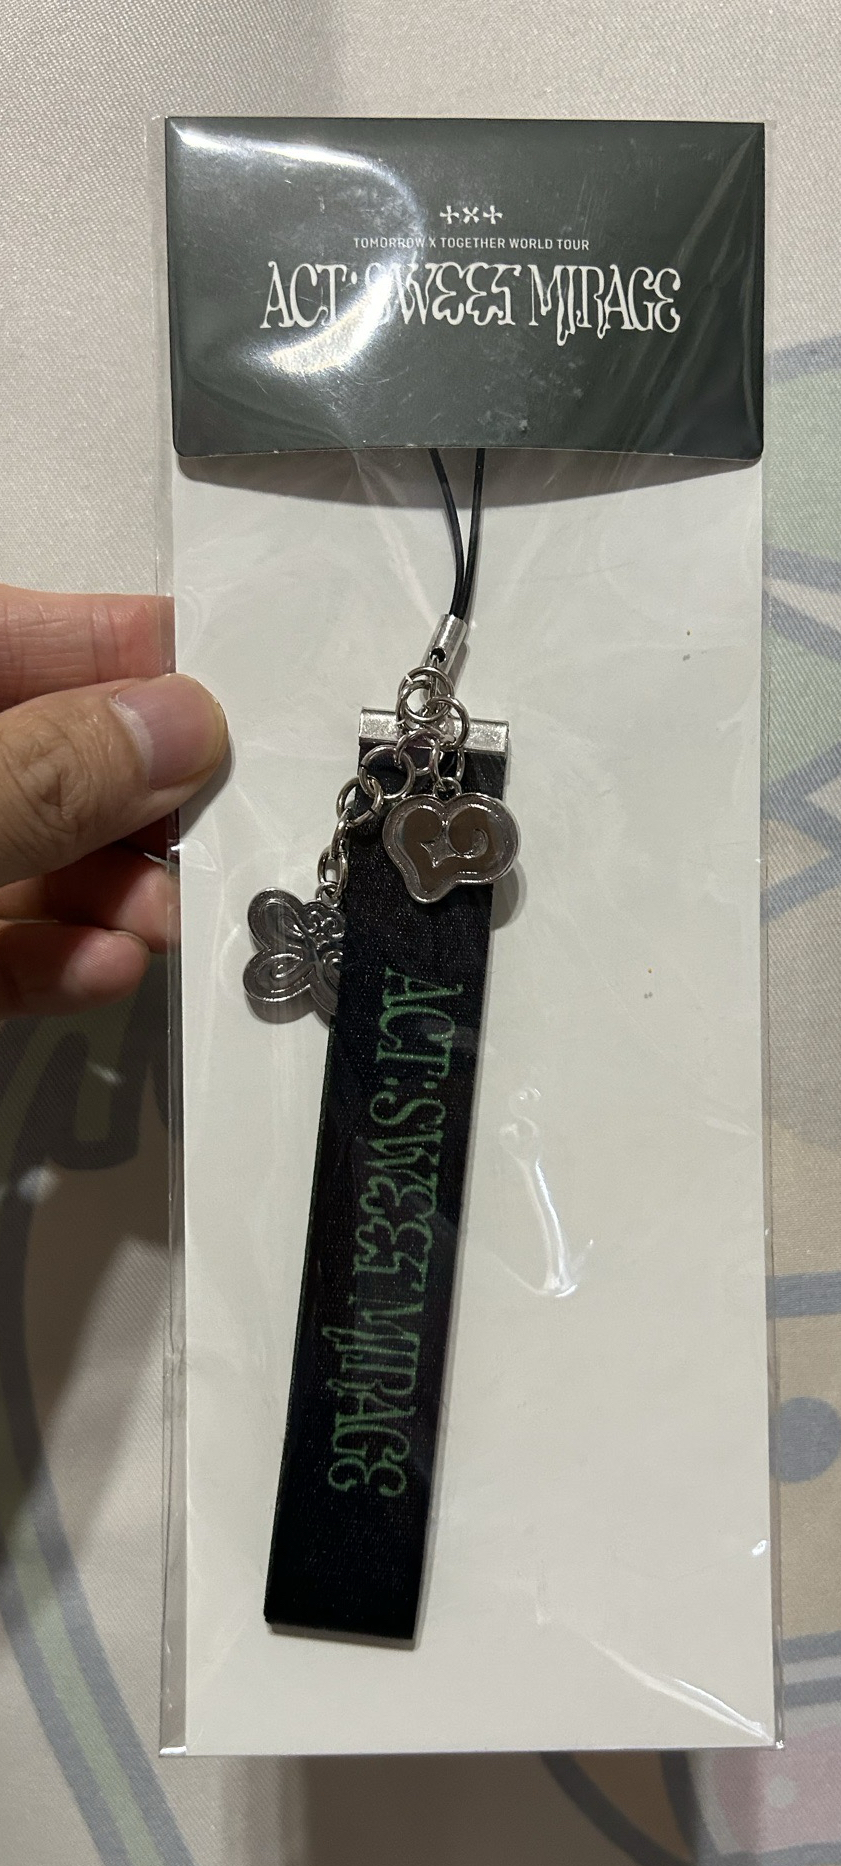 +x+
TOMORROW X TOGETHER WORLD TOUR
ACT:SWEET MIRAGE
ACT:SWEET MIRAGE